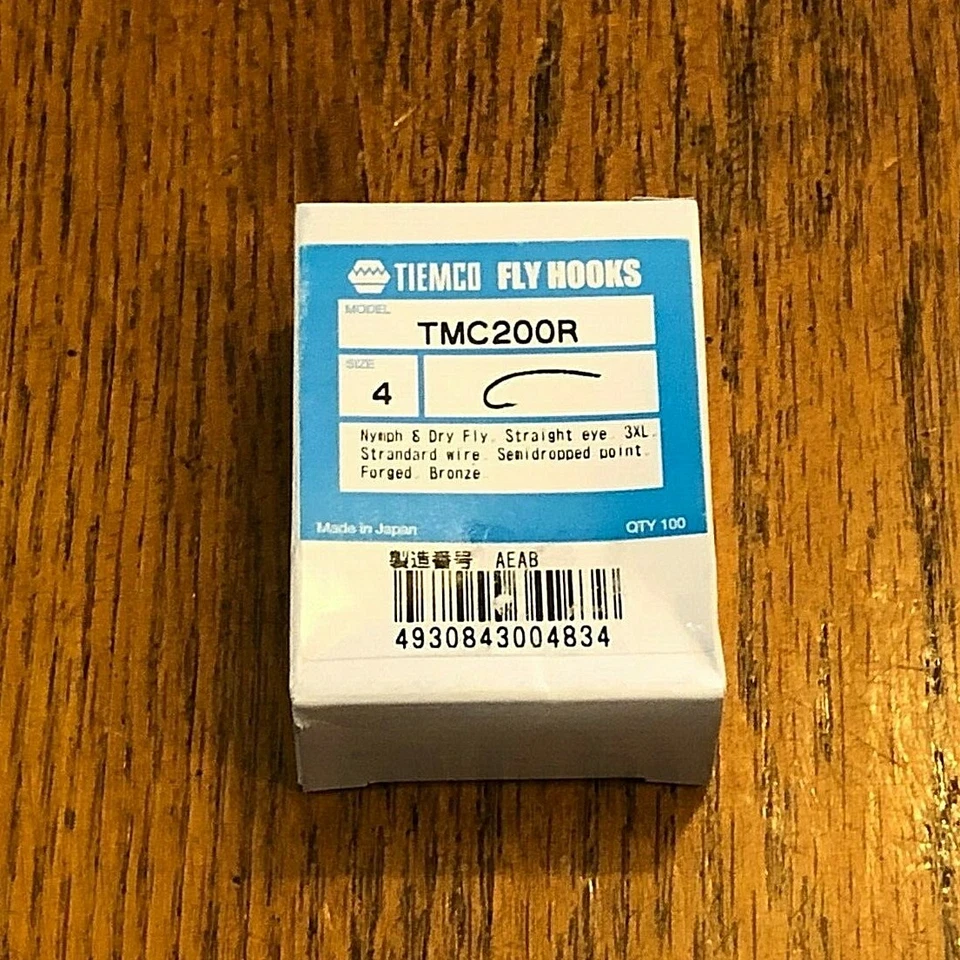 TIEMCO FLY HOOKS
MODEL
TMC200R
SIZE
4
Nymph & Dry Fly. Straight eye. 3XL.
Strandard wire. Semidropped point.
Forged. Bronze
Made in Japan
QTY 100
製造番号 AEAB
4930843004834